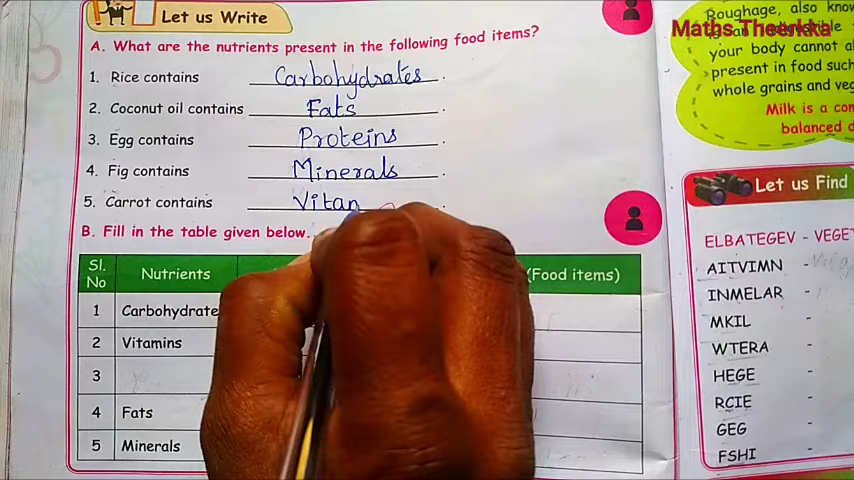 Let us Write
A. What are the nutrients present in the following food items?
1. Rice contains Carbohydrates .
2. Coconut oil contains Fats .
3. Egg contains Proteins .
4. Fig contains Minerals .
5. Carrot contains Vitan
B. Fill in the table given below.
Sl. No Nutrients (Food items)
1 Carbohydrate
2 Vitamins
3
4 Fats
5 Minerals
Roughage, also know
Maths Theerkka
your body cannot
present in food such
whole grains and veg
Milk is a com
balanced d
Let us Find
ELBATEGEV - VEGET
AITVIMN -
INMELAR -
MKIL -
WTERA -
HEGE -
RCIE -
GEG -
FSHI -